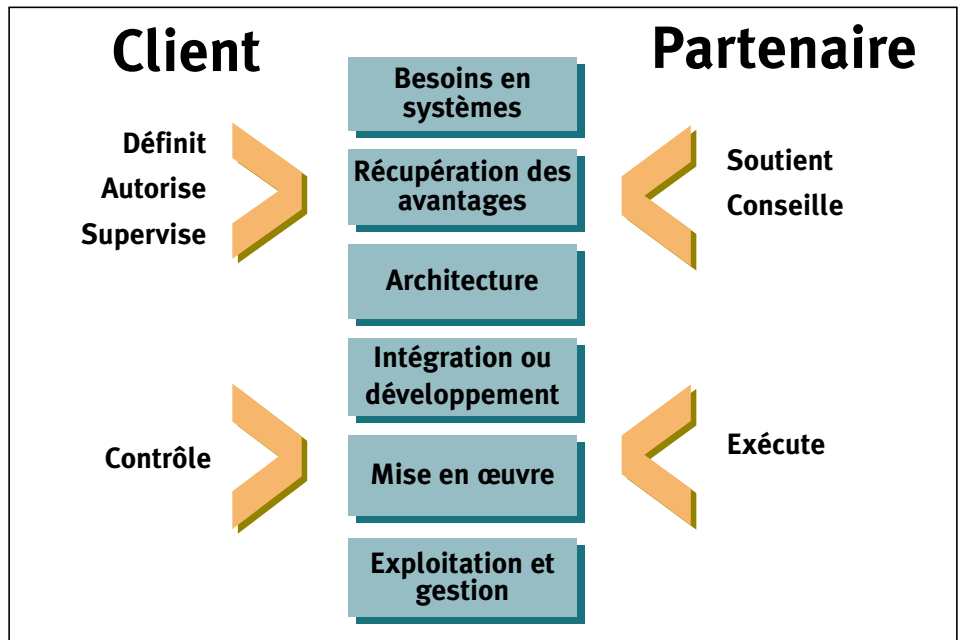 Client
Partenaire
Besoins en
systèmes
Définit
Autorise
Supervise
Récupération des
avantages
Soutient
Conseille
Architecture
Intégration ou
développement
Contrôle
Mise en œuvre
Exécute
Exploitation et
gestion